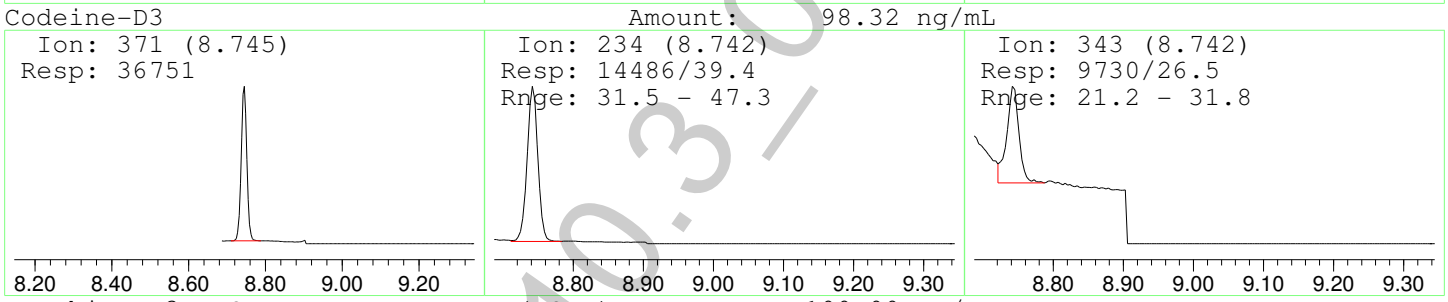 Codeine-D3 Amount: 98.32 ng/mL
Ion: 371 (8.745) Ion: 234 (8.742) Ion: 343 (8.742)
Resp: 36751 Resp: 14486/39.4 Resp: 9730/26.5
Rnge: 31.5 - 47.3 Rnge: 21.2 - 31.8
8.20 8.40 8.60 8.80 9.00 9.20 8.80 8.90 9.00 9.10 9.20 9.30 8.80 8.90 9.00 9.10 9.20 9.30